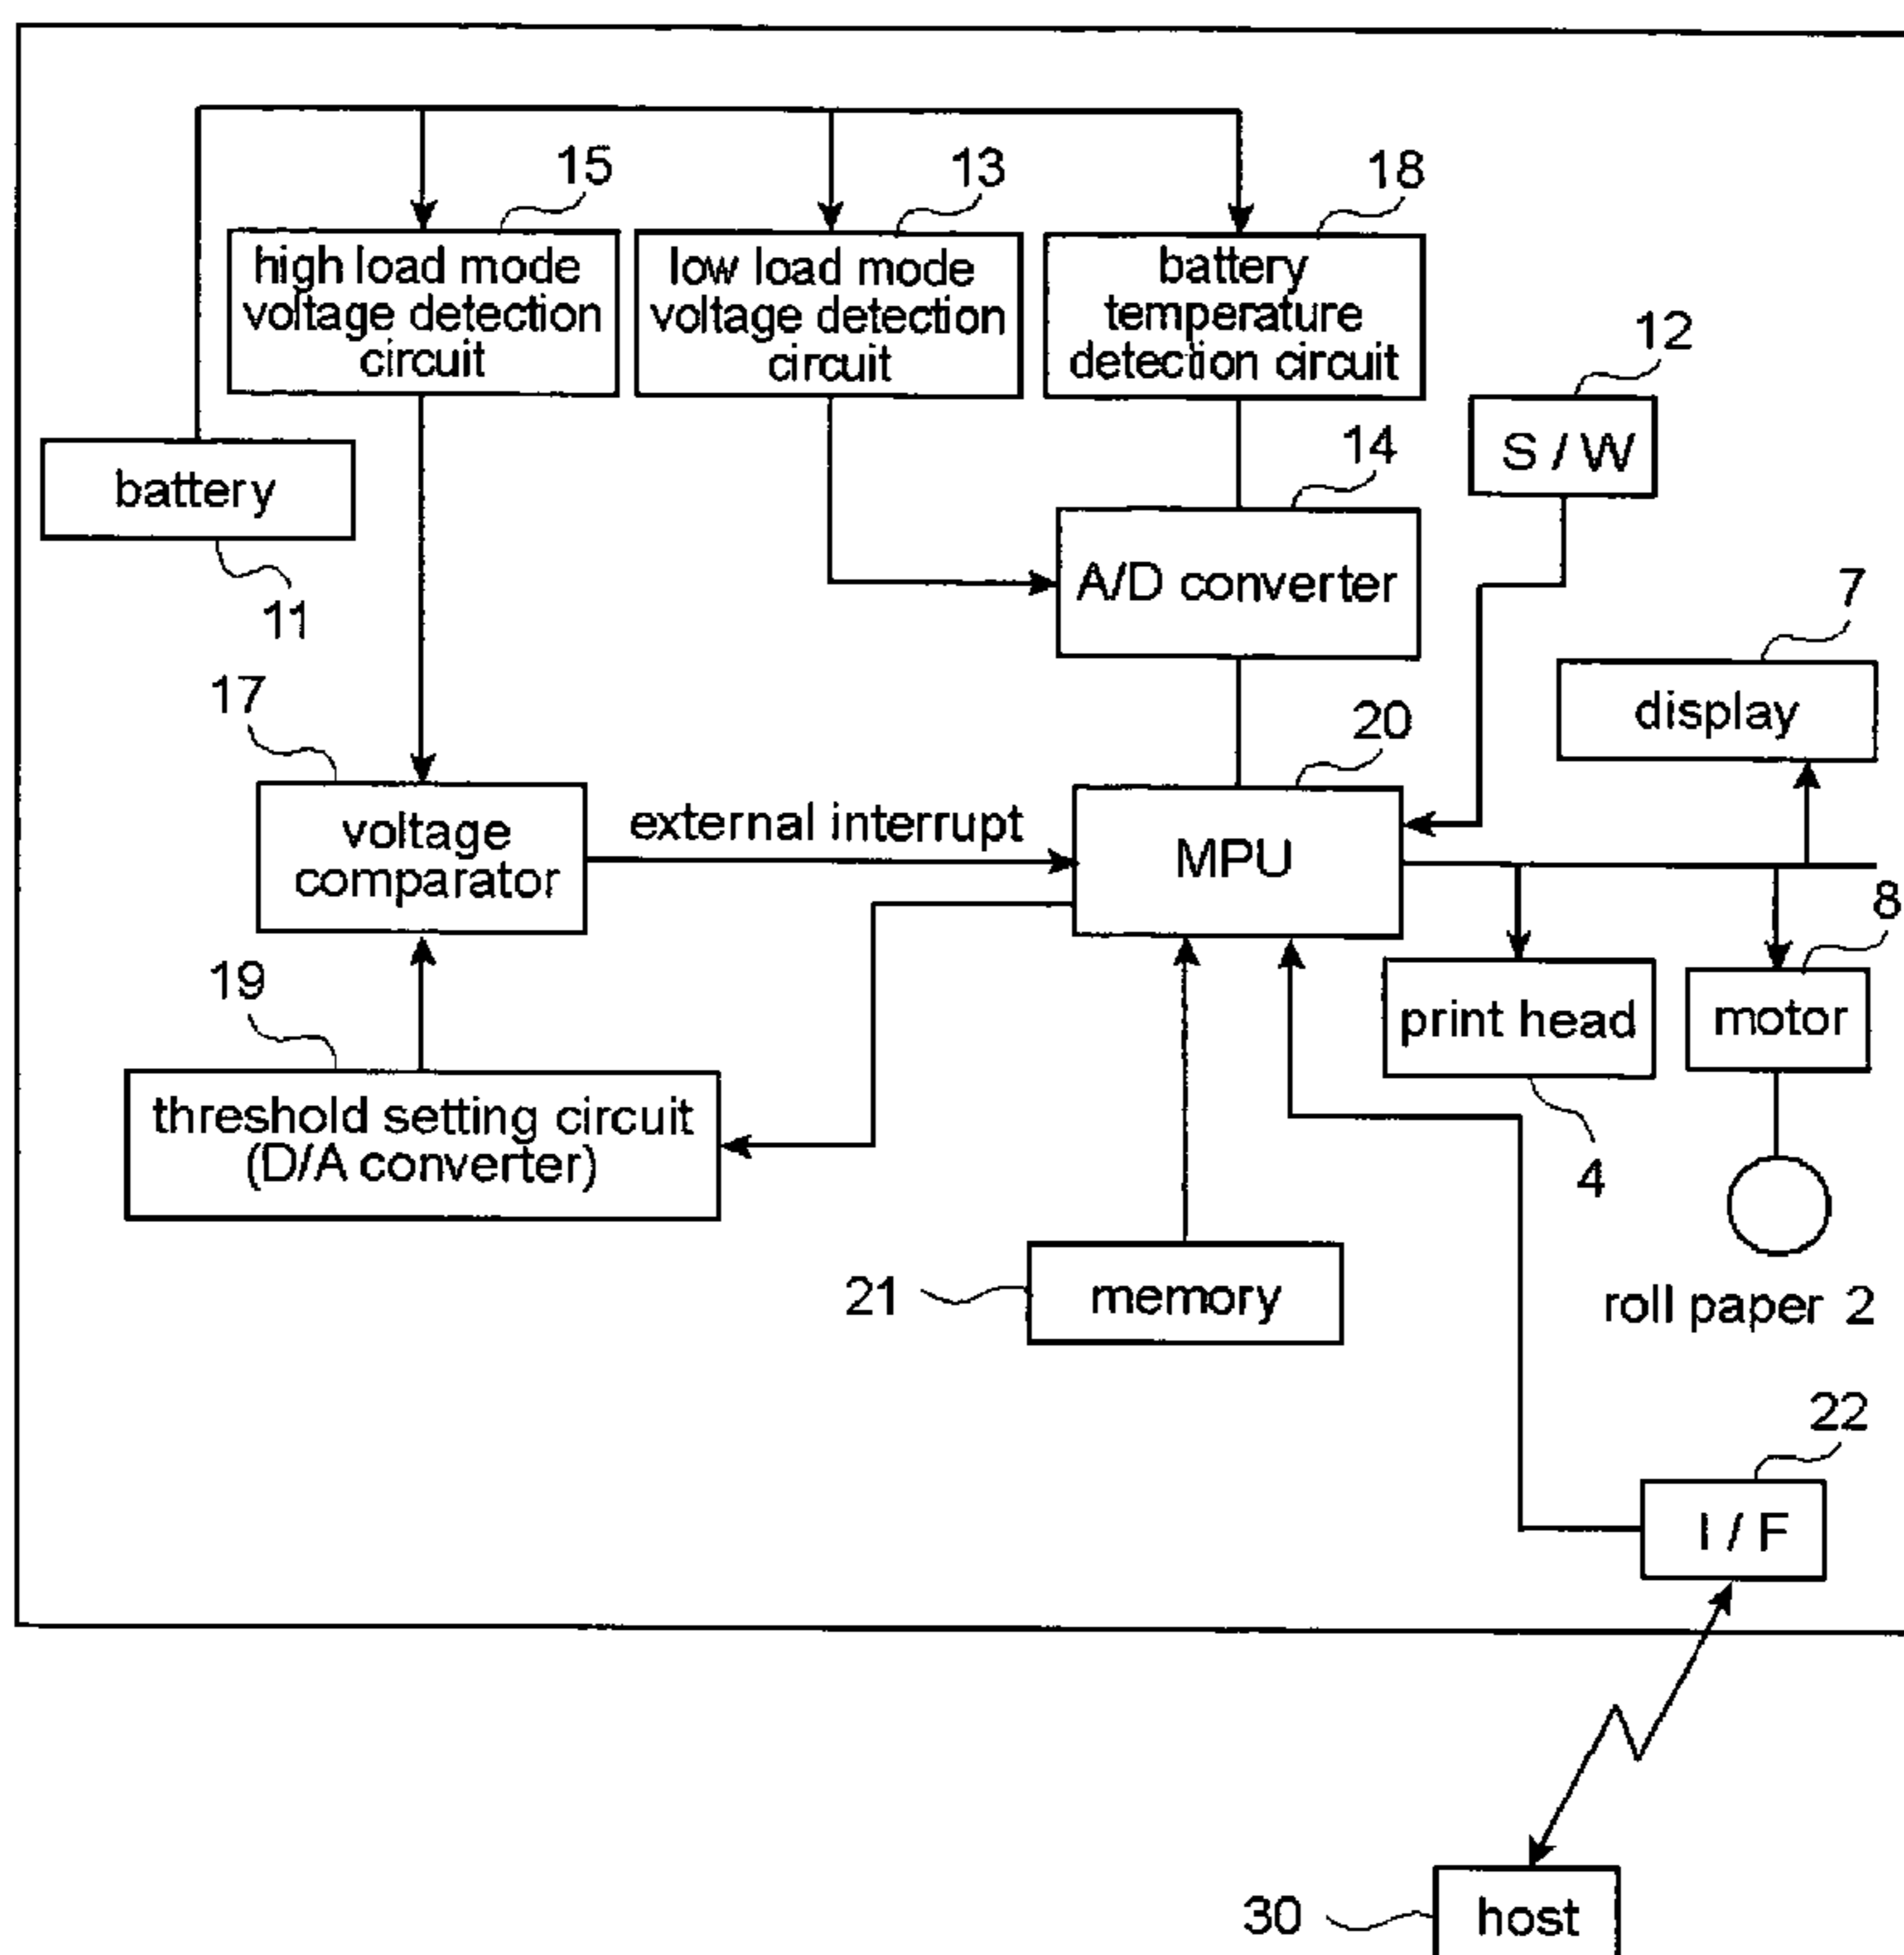 15
13
18
high load mode
voltage detection
circuit
low load mode
voltage detection
circuit
battery
temperature
detection circuit
12
S / W
battery
11
14
A/D converter
7
display
17
voltage
comparator
external interrupt
20
MPU
8
print head
4
motor
19
threshold setting circuit
(D/A converter)
21
memory
roll paper 2
22
I / F
30
host